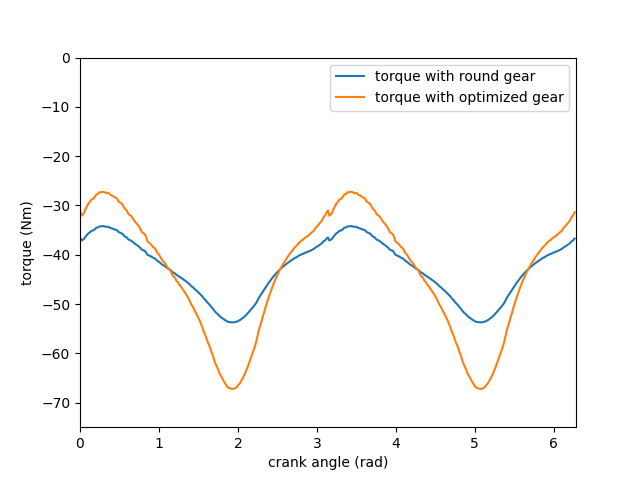 0
−10
−20
−30
−40
−50
−60
−70
torque (Nm)
torque with round gear
torque with optimized gear
0 1 2 3 4 5 6
crank angle (rad)